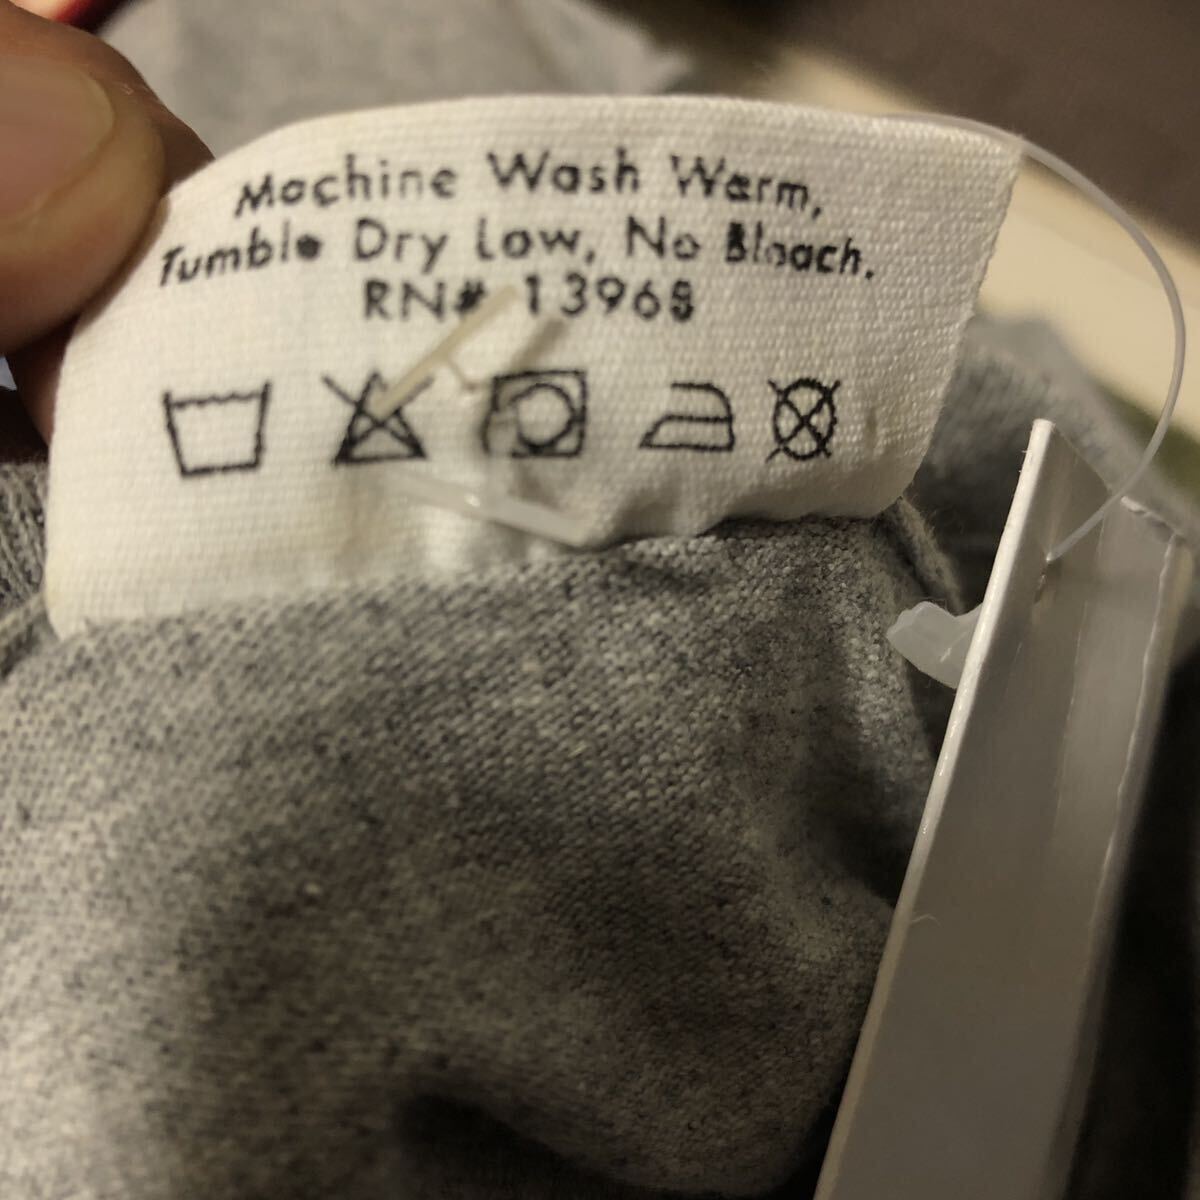 Machine Wash Warm,
Tumble Dry Low, No Bleach.
RN# 13968